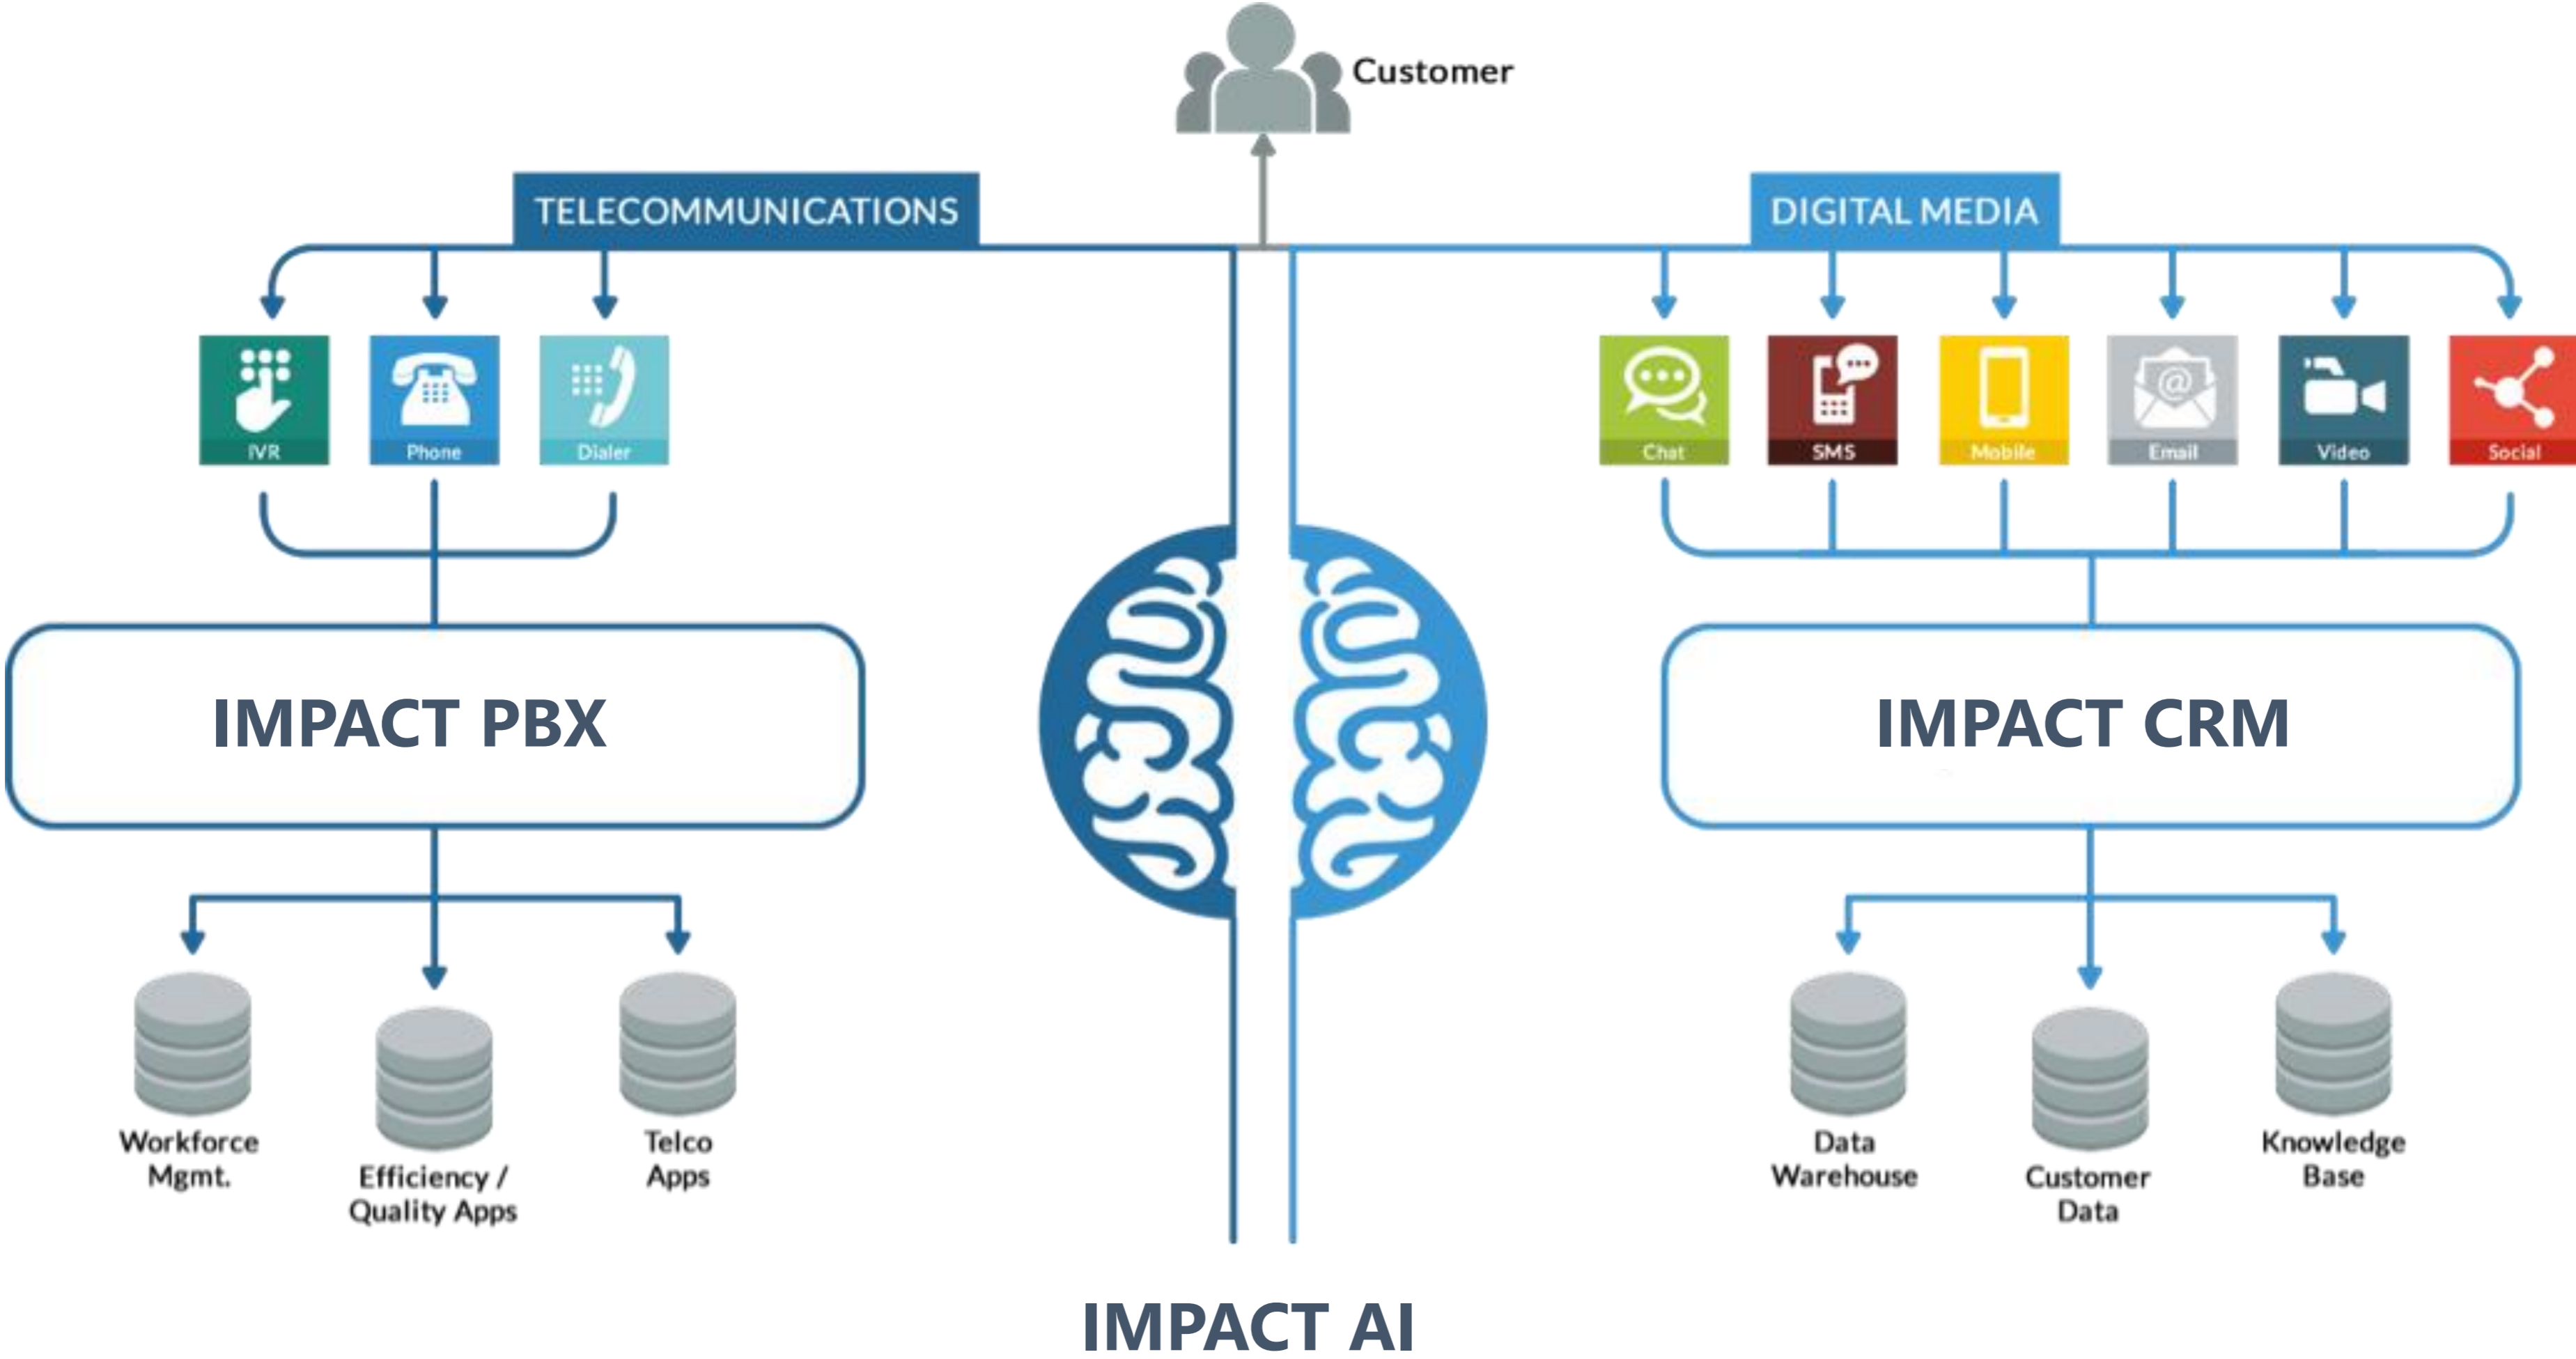 Customer
TELECOMMUNICATIONS
DIGITAL MEDIA
IVR
Phone
Dialer
Chat
SMS
Mobile
@
Email
Video
Social
IMPACT PBX
IMPACT CRM
Workforce
Mgmt.
Efficiency /
Quality Apps
Telco
Apps
Data
Warehouse
Customer
Data
Knowledge
Base
IMPACT AI